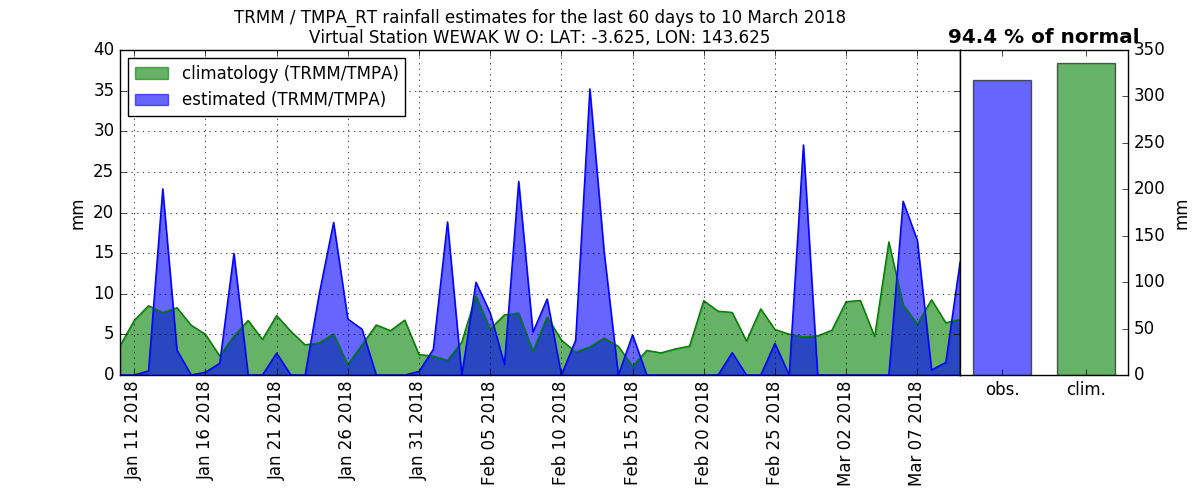 TRMM / TMPA_RT rainfall estimates for the last 60 days to 10 March 2018
Virtual Station WEWAK W O: LAT: -3.625, LON: 143.625
94.4 % of normal
climatology (TRMM/TMPA)
estimated (TRMM/TMPA)
40
35
30
25
20
15
10
5
0
mm
350
300
250
200
150
100
50
0
mm
Jan 11 2018
Jan 16 2018
Jan 21 2018
Jan 26 2018
Jan 31 2018
Feb 05 2018
Feb 10 2018
Feb 15 2018
Feb 20 2018
Feb 25 2018
Mar 02 2018
Mar 07 2018
obs.
clim.